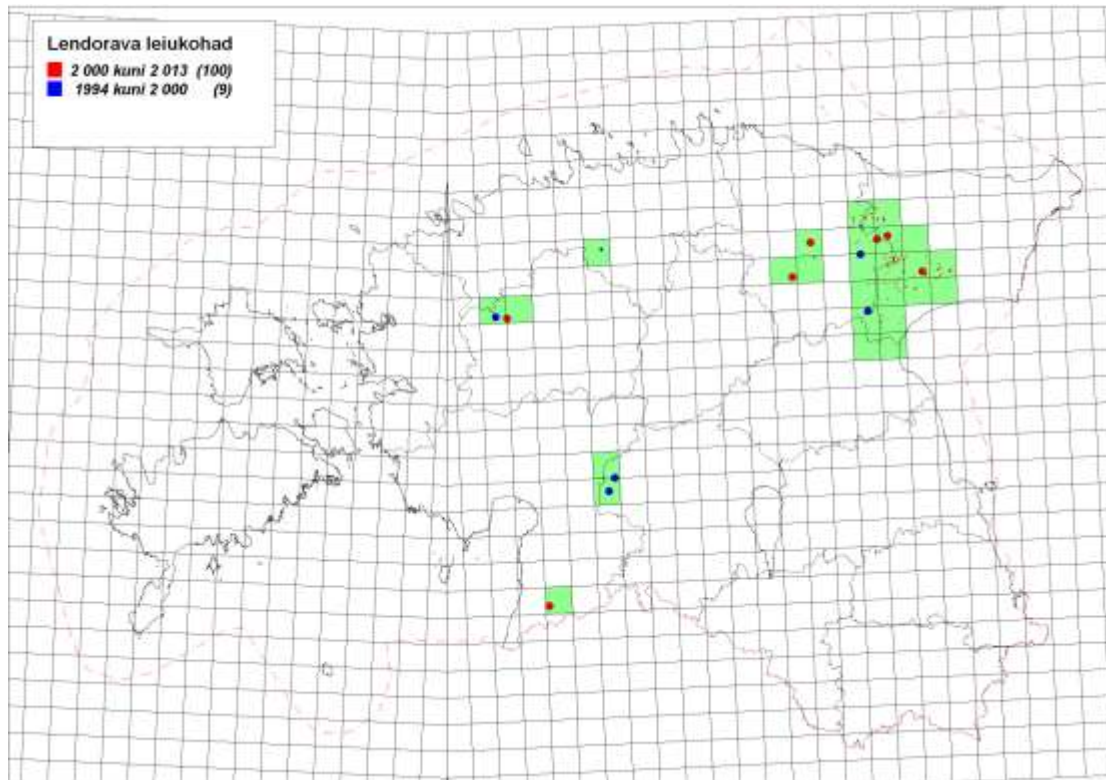 Lendorava leiukohad
2 000 kuni 2 013 (100)
1994 kuni 2 000 (9)